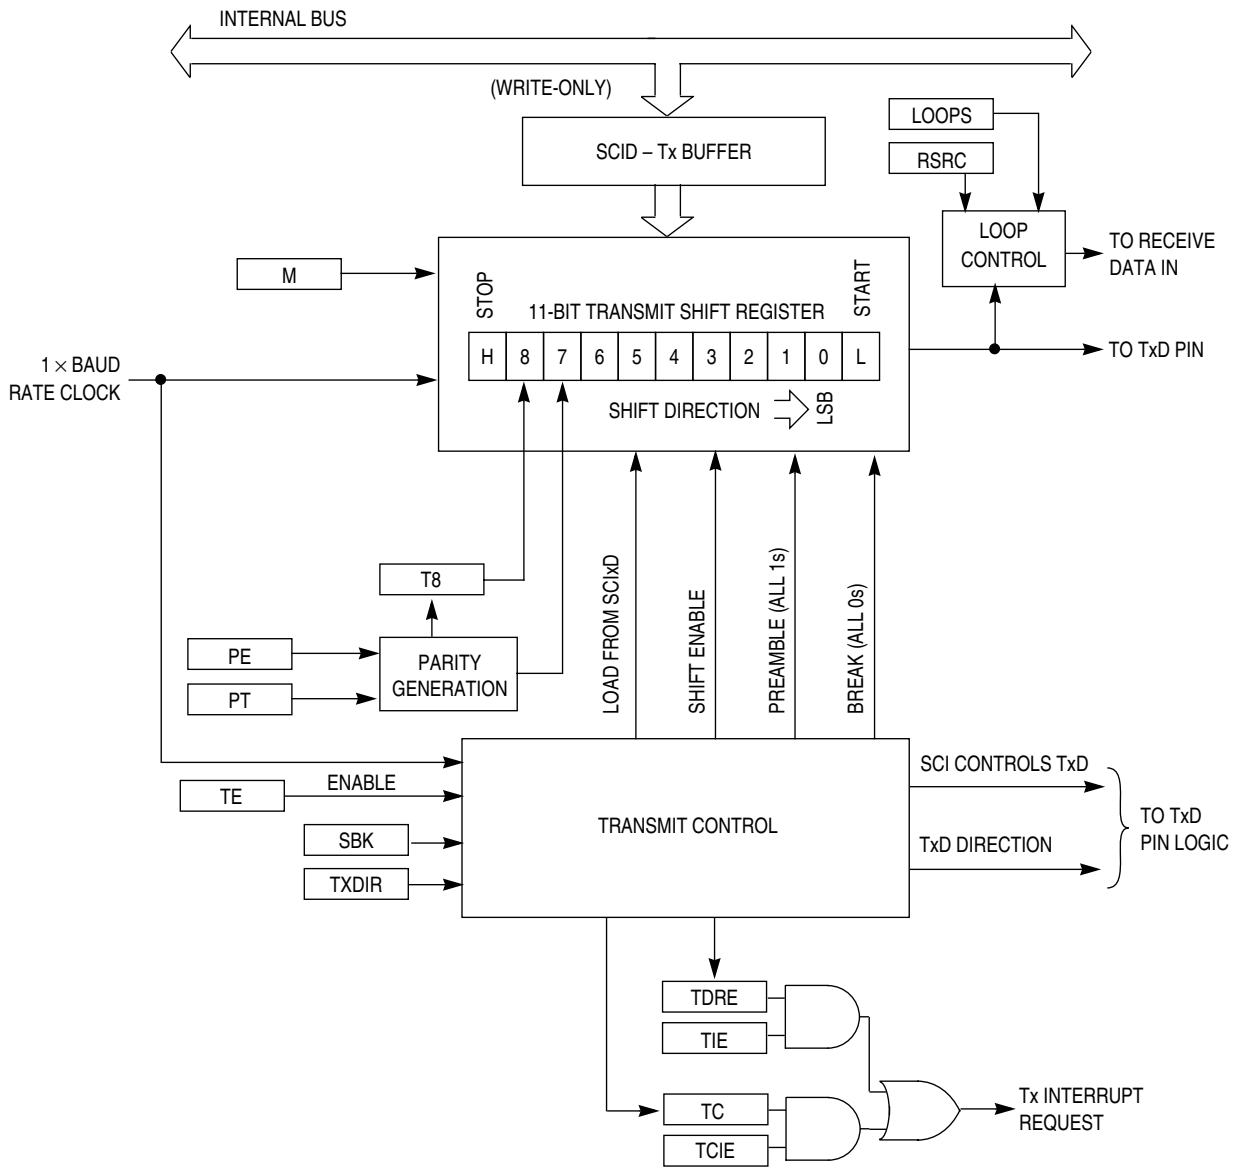 INTERNAL BUS
(WRITE-ONLY)
SCID – Tx BUFFER
LOOPS
RSRC
LOOP
CONTROL
TO RECEIVE
DATA IN
M
STOP
11-BIT TRANSMIT SHIFT REGISTER
START
H 8 7 6 5 4 3 2 1 0 L
TO TxD PIN
1 × BAUD
RATE CLOCK
SHIFT DIRECTION
LSB
T8
PE
PT
PARITY
GENERATION
LOAD FROM SCIxD
SHIFT ENABLE
PREAMBLE (ALL 1s)
BREAK (ALL 0s)
TE
ENABLE
SBK
TXDIR
TRANSMIT CONTROL
SCI CONTROLS TxD
TxD DIRECTION
TO TxD
PIN LOGIC
TDRE
TIE
TC
TCIE
Tx INTERRUPT
REQUEST